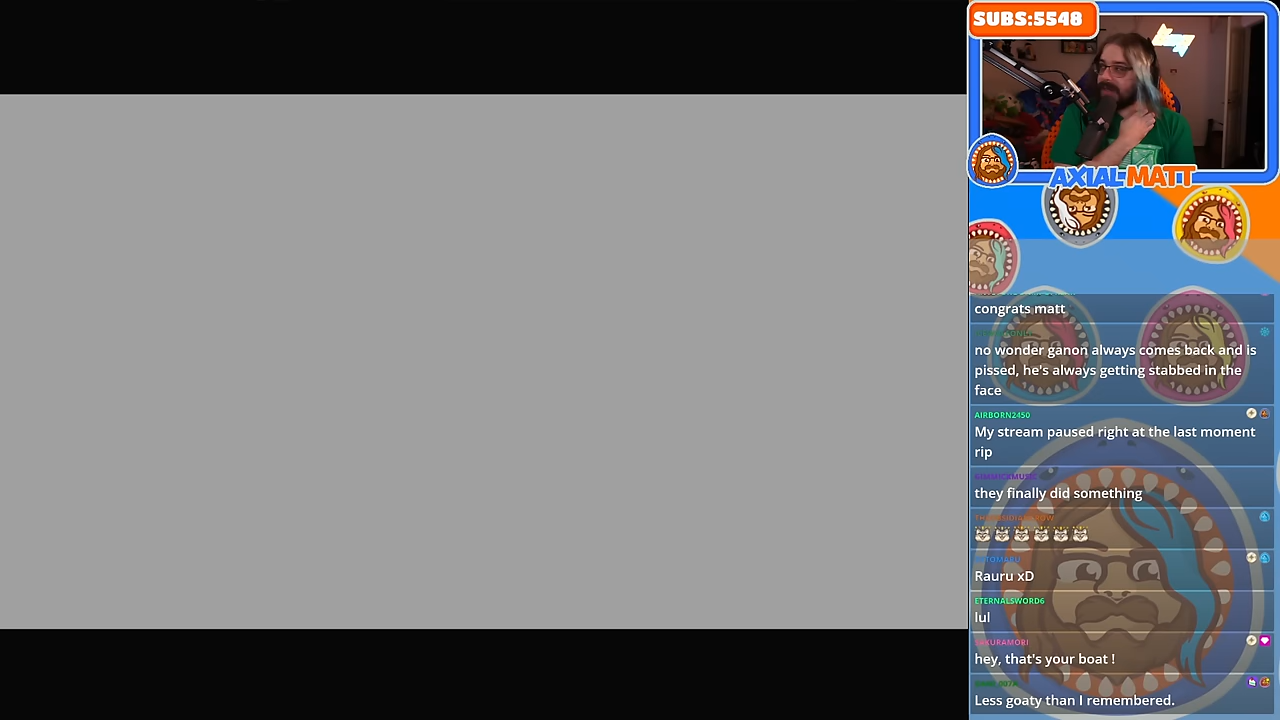 SUBS:5548
AXIALMATT
congrats matt
no wonder ganon always comes back and is
pissed, he's always getting stabbed in the
face
AIRBORN2450
My stream paused right at the last moment
rip
they finally did something
Rauru xD
ETERNALSWORD6
lul
hey, that's your boat !
Less goaty than I remembered.